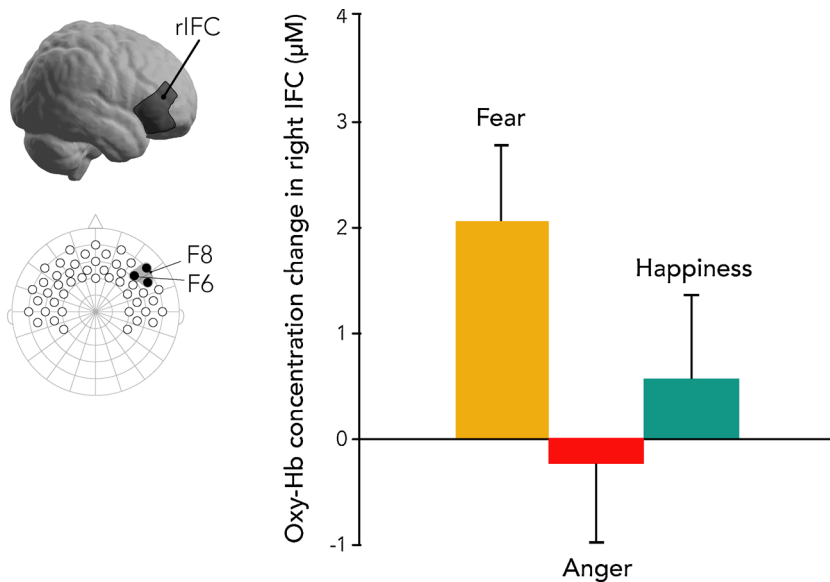 rIFC
F8
F6
Oxy-Hb concentration change in right IFC (µM)
4
3
2
1
0
-1
Fear
Happiness
Anger